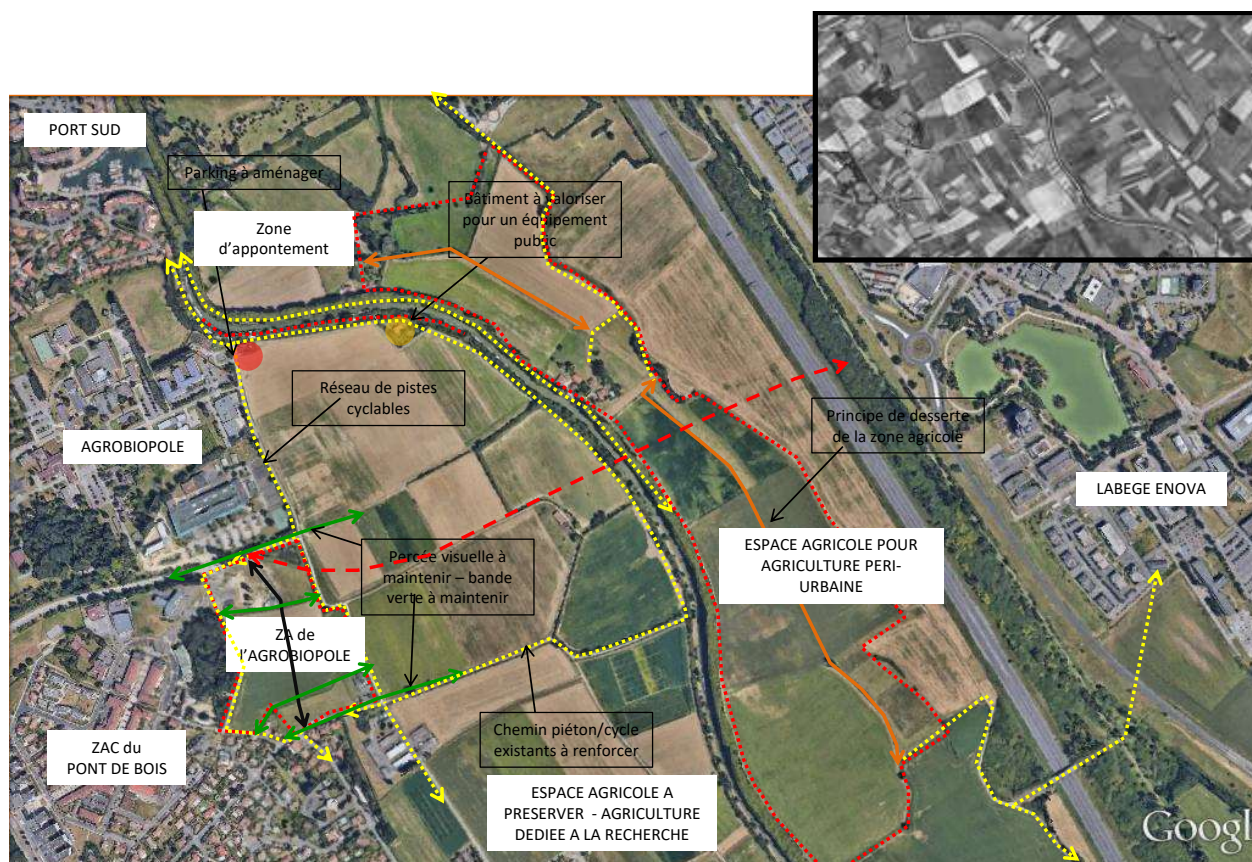 PORT SUD
Parking à aménager
Zone
d'appontement
Bâtiment à valoriser
pour un équipement
public
Réseau de pistes
cyclables
AGROBIOPOLE
Principe de desserte
de la zone agricole
LABEGE ENOVA
Percée visuelle à
maintenir – bande
verte à maintenir
ESPACE AGRICOLE POUR
AGRICULTURE PERI-
URBAINE
ZA de
l'AGROBIOPOLE
ZAC du
PONT DE BOIS
Chemin piéton/cycle
existants à renforcer
ESPACE AGRICOLE A
PRESERVER - AGRICULTURE
DEDIEE A LA RECHERCHE
Googl